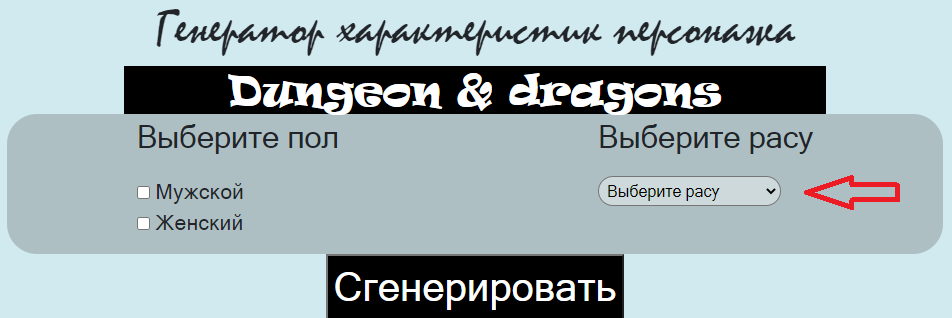 Генератор характеристик персонажа
Dungeon & dragons
Выберите пол
Выберите расу
Мужской
Выберите расу
Женский
Сгенерировать